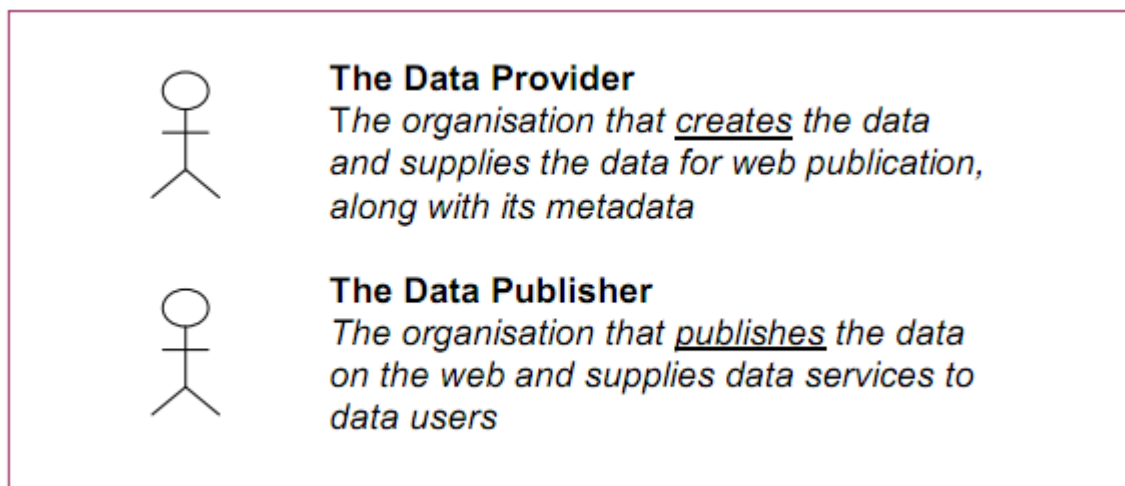 The Data Provider
The organisation that creates the data
and supplies the data for web publication,
along with its metadata
The Data Publisher
The organisation that publishes the data
on the web and supplies data services to
data users